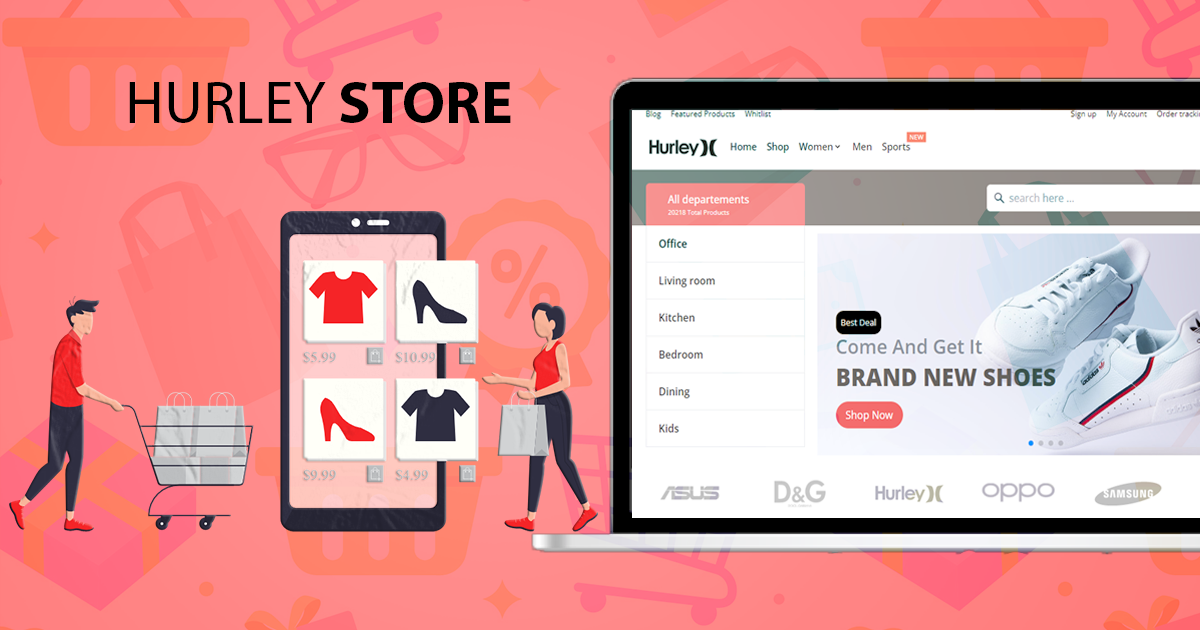 HURLEY STORE
$5.99
$10.99
$9.99
$4.99
Blog Featured Products Whitlist
Sign up My Account Order tracki
Hurley
Home Shop Women Men Sports
NEW
All departements
20218 Total Products
search here ...
Office
Living room
Kitchen
Bedroom
Dining
Kids
Best Deal
Come And Get It
BRAND NEW SHOES
Shop Now
adidas
ASUS
D&G
Hurley
oppo
SAMSUNG
%